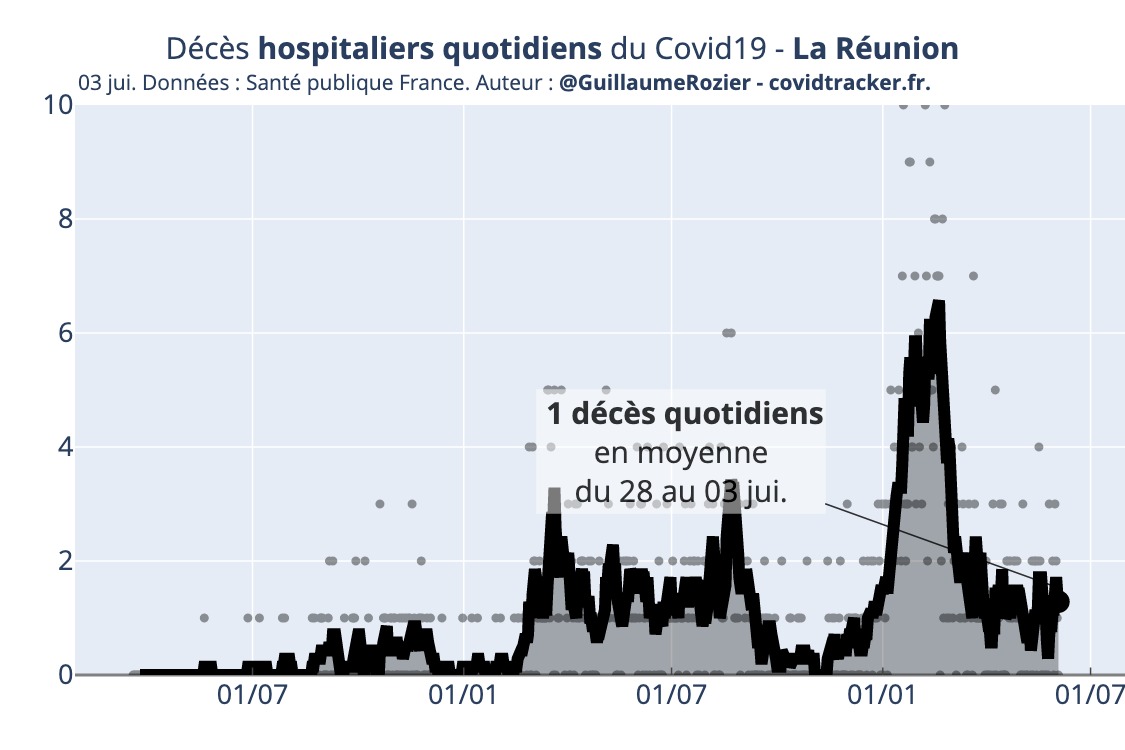 Décès hospitaliers quotidiens du Covid19 - La Réunion
03 jui. Données : Santé publique France. Auteur : @GuillaumeRozier - covidtracker.fr.
10
8
6
4
2
0
1 décès quotidiens
en moyenne
du 28 au 03 jui.
01/07 01/01 01/07 01/01 01/07